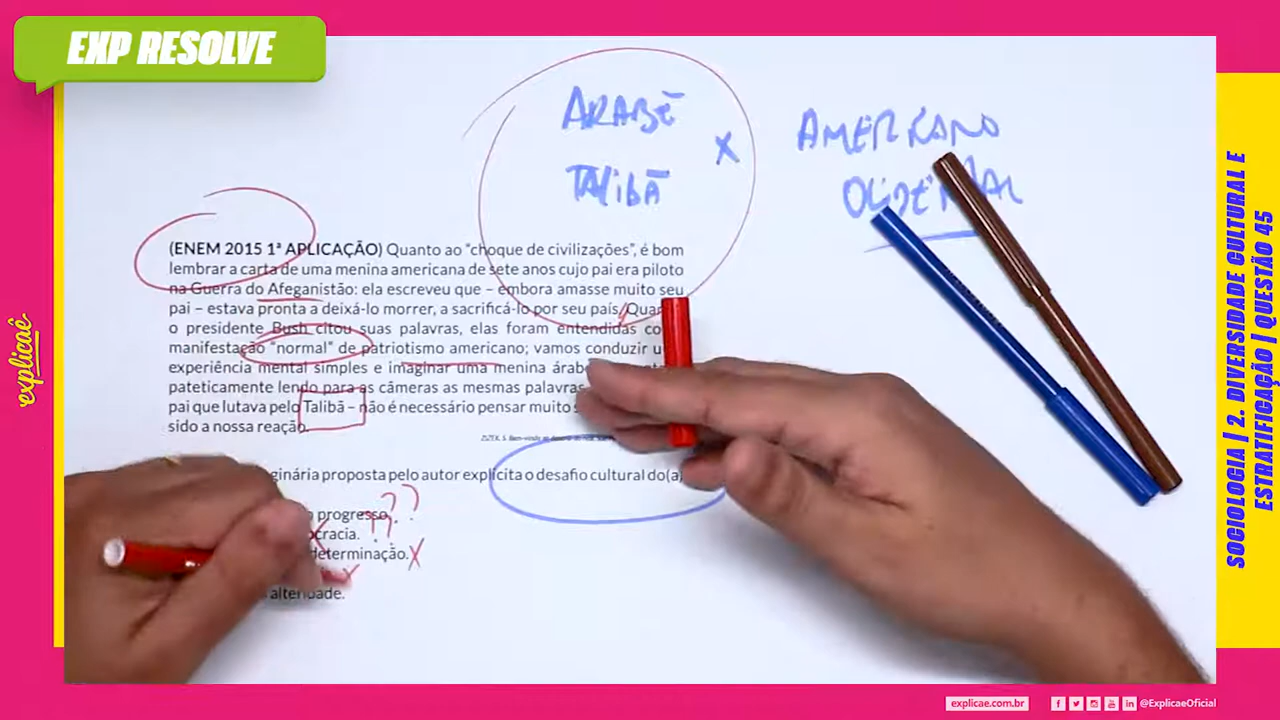 EXP RESOLVE
ARABE
X
AMERICANO
TALIBÃ
(ENEM 2015 1ª APLICAÇÃO) Quanto ao “choque de civilizações”, é bom
lembrar a carta de uma menina americana de sete anos cujo pai era piloto
na Guerra do Afeganistão: ela escreveu que – embora amasse muito seu
pai – estava pronta a deixá-lo morrer, a sacrificá-lo por seu país.
o presidente Bush citou suas palavras, elas foram entendidas
manifestação “normal” de patriotismo americano; vamos conduzir
experiência mental simples e imaginar uma menina
pateticamente lendo para as câmeras as mesmas palavras
pai que lutava pelo Talibã – não é necessário pensar muito
sido a nossa reação.
proposta pelo autor explicita o desafio cultural do(a)
progresso.
??
??
determinação. X
alteridade.
explicaê
SOCIOLOGIA | 2. DIVERSIDADE CULTURAL E
ESTRATIFICAÇÃO | QUESTÃO 45
explicae.com.br
@ExplicaeOficial